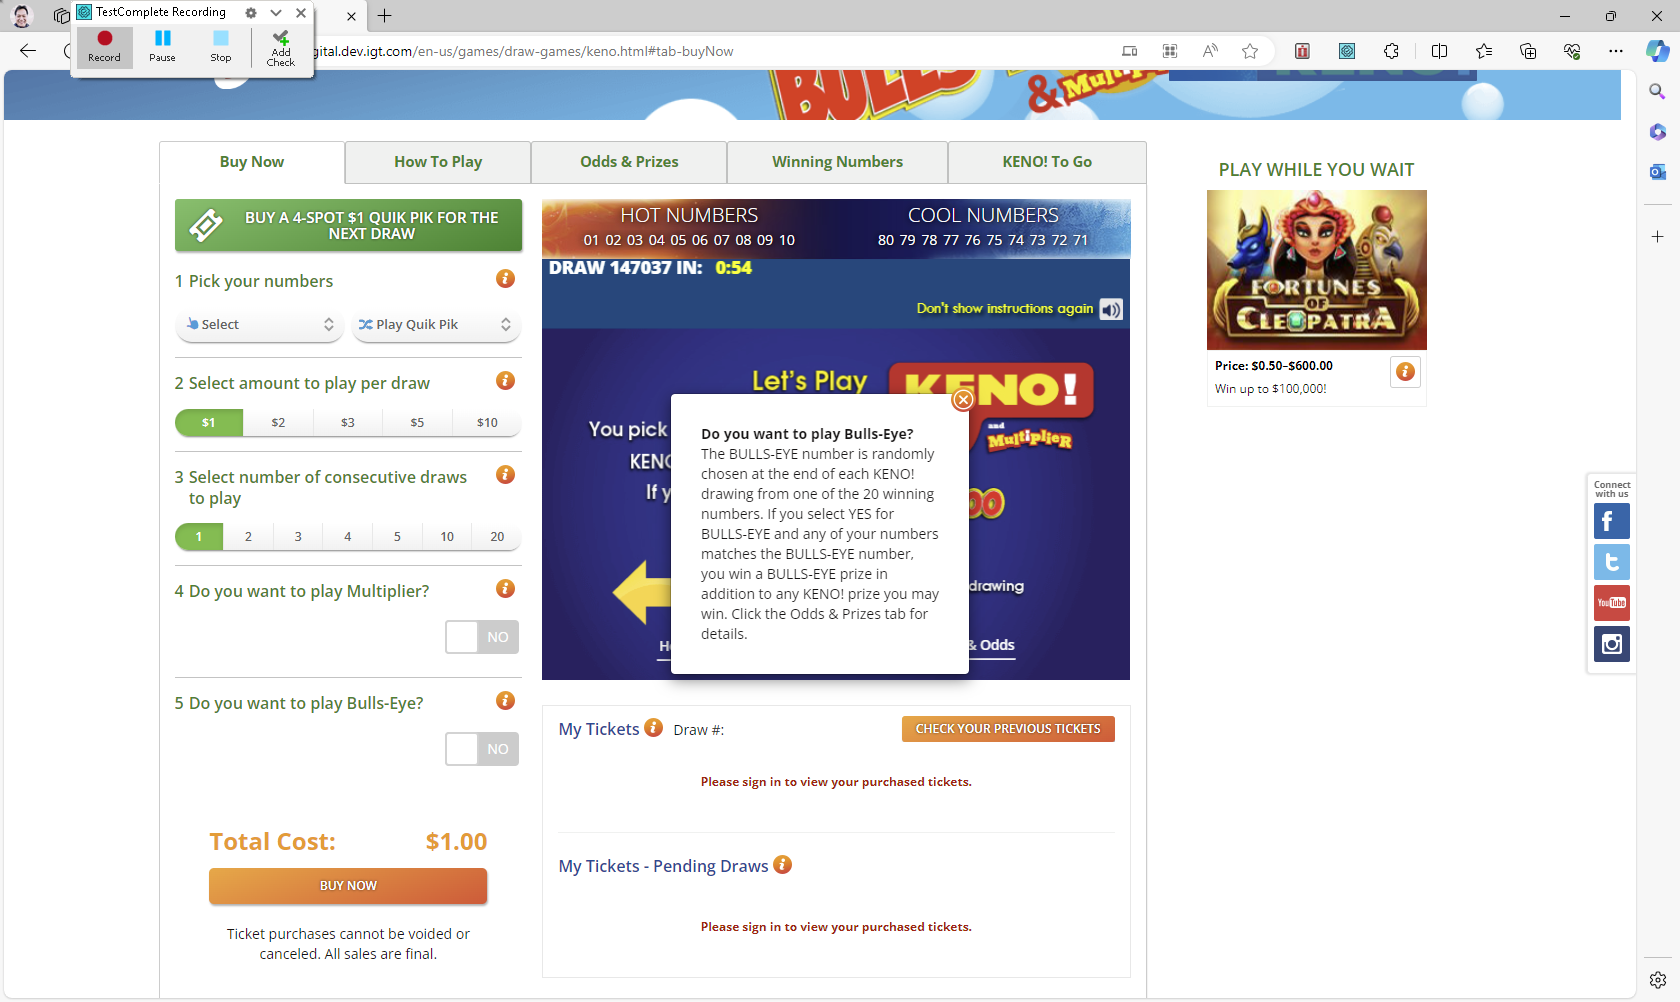 TestComplete Recording
Record
Pause
Stop
Add
Check
gital.dev.igt.com/en-us/games/draw-games/keno.html#tab-buyNow
BULLS
& Multiplier
KENO!
Buy Now
How To Play
Odds & Prizes
Winning Numbers
KENO! To Go
BUY A 4-SPOT $1 QUIK PIK FOR THE
NEXT DRAW
1 Pick your numbers
Select
Play Quik Pik
2 Select amount to play per draw
$1
$2
$3
$5
$10
3 Select number of consecutive draws
to play
1
2
3
4
5
10
20
4 Do you want to play Multiplier?
NO
5 Do you want to play Bulls-Eye?
NO
Total Cost:
$1.00
BUY NOW
Ticket purchases cannot be voided or
canceled. All sales are final.
HOT NUMBERS
01 02 03 04 05 06 07 08 09 10
COOL NUMBERS
80 79 78 77 76 75 74 73 72 71
DRAW 147037 IN: 0:54
Don't show instructions again
Let's Play
KENO!
and
Multiplier
You pick
KENO
If y
drawing
H
& Odds
Do you want to play Bulls-Eye?
The BULLS-EYE number is randomly
chosen at the end of each KENO!
drawing from one of the 20 winning
numbers. If you select YES for
BULLS-EYE and any of your numbers
matches the BULLS-EYE number,
you win a BULLS-EYE prize in
addition to any KENO! prize you may
win. Click the Odds & Prizes tab for
details.
My Tickets
Draw #:
CHECK YOUR PREVIOUS TICKETS
Please sign in to view your purchased tickets.
My Tickets - Pending Draws
Please sign in to view your purchased tickets.
PLAY WHILE YOU WAIT
FORTUNES
OF
CLEOPATRA
Price: $0.50–$600.00
Win up to $100,000!
Connect
with us
YouTube